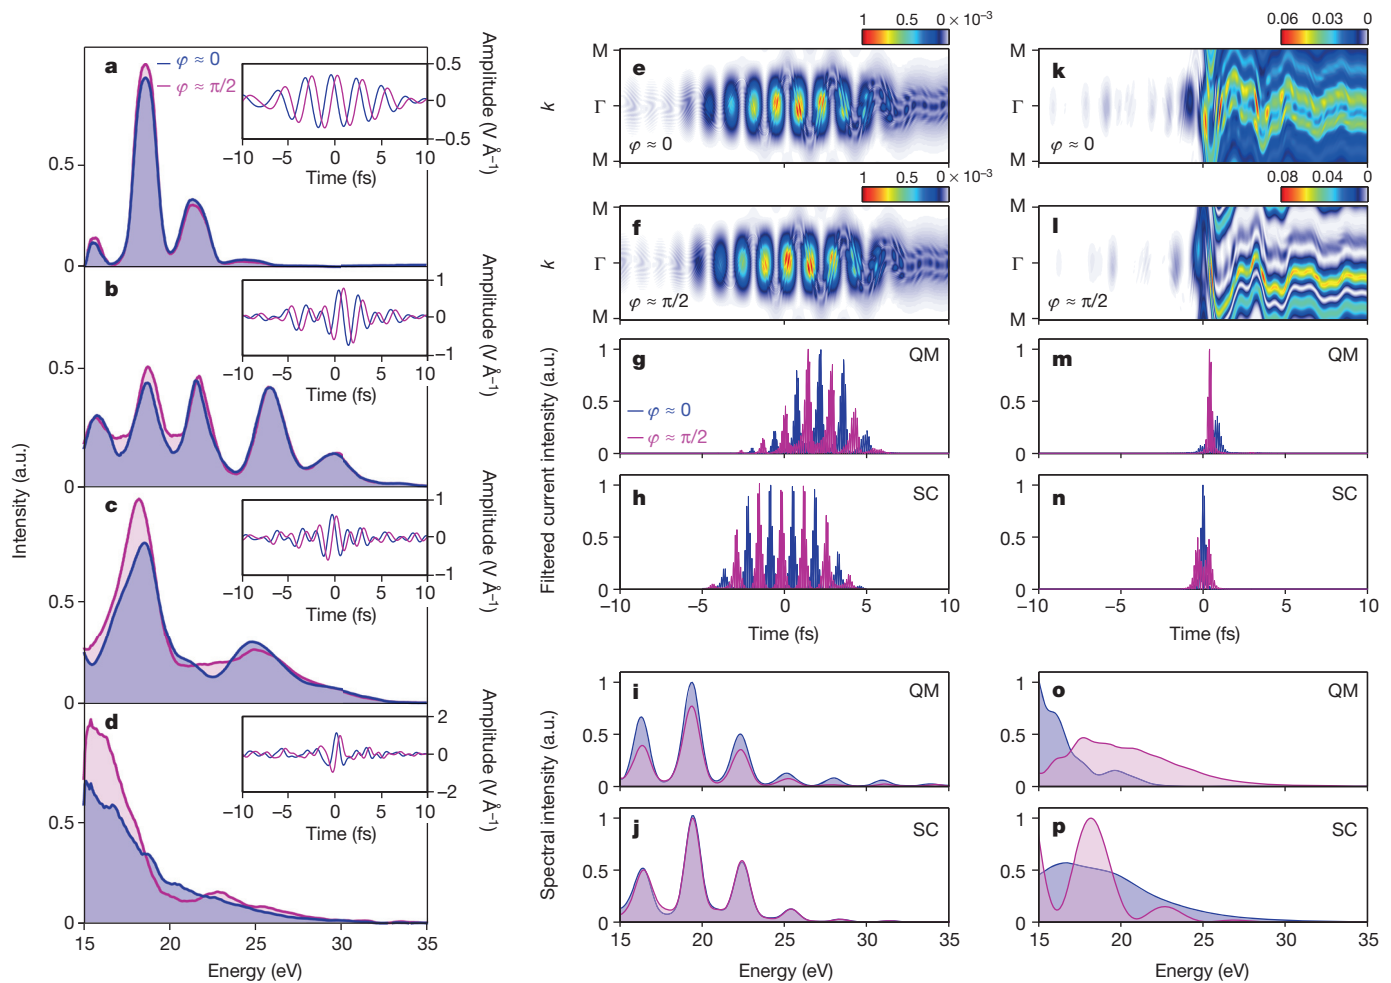 a
φ ≈ 0
φ ≈ π/2
Amplitude (V Å⁻¹)
0.5
0
−0.5
−10 −5 0 5 10
Time (fs)
0.5
0
b
Amplitude (V Å⁻¹)
1
0
−1
−10 −5 0 5 10
Time (fs)
0.5
0
c
Amplitude (V Å⁻¹)
1
0
−1
−10 −5 0 5 10
Time (fs)
0.5
0
d
Amplitude (V Å⁻¹)
2
0
−2
−10 −5 0 5 10
Time (fs)
0.5
0
15 20 25 30 35
Energy (eV)
Intensity (a.u.)
1 0.5 0 × 10⁻³
e
M
Γ
M
k
φ ≈ 0
1 0.5 0 × 10⁻³
f
M
Γ
M
k
φ ≈ π/2
g
QM
1
0.5
0
φ ≈ 0
φ ≈ π/2
h
SC
1
0.5
0
−10 −5 0 5 10
Time (fs)
Filtered current intensity (a.u.)
i
QM
1
0.5
0
j
SC
1
0.5
0
15 20 25 30 35
Energy (eV)
Spectral intensity (a.u.)
0.06 0.03 0
k
M
Γ
M
φ ≈ 0
0.08 0.04 0
l
M
Γ
M
φ ≈ π/2
m
QM
1
0.5
0
n
SC
1
0.5
0
−10 −5 0 5 10
Time (fs)
o
QM
1
0.5
0
p
SC
1
0.5
0
15 20 25 30 35
Energy (eV)